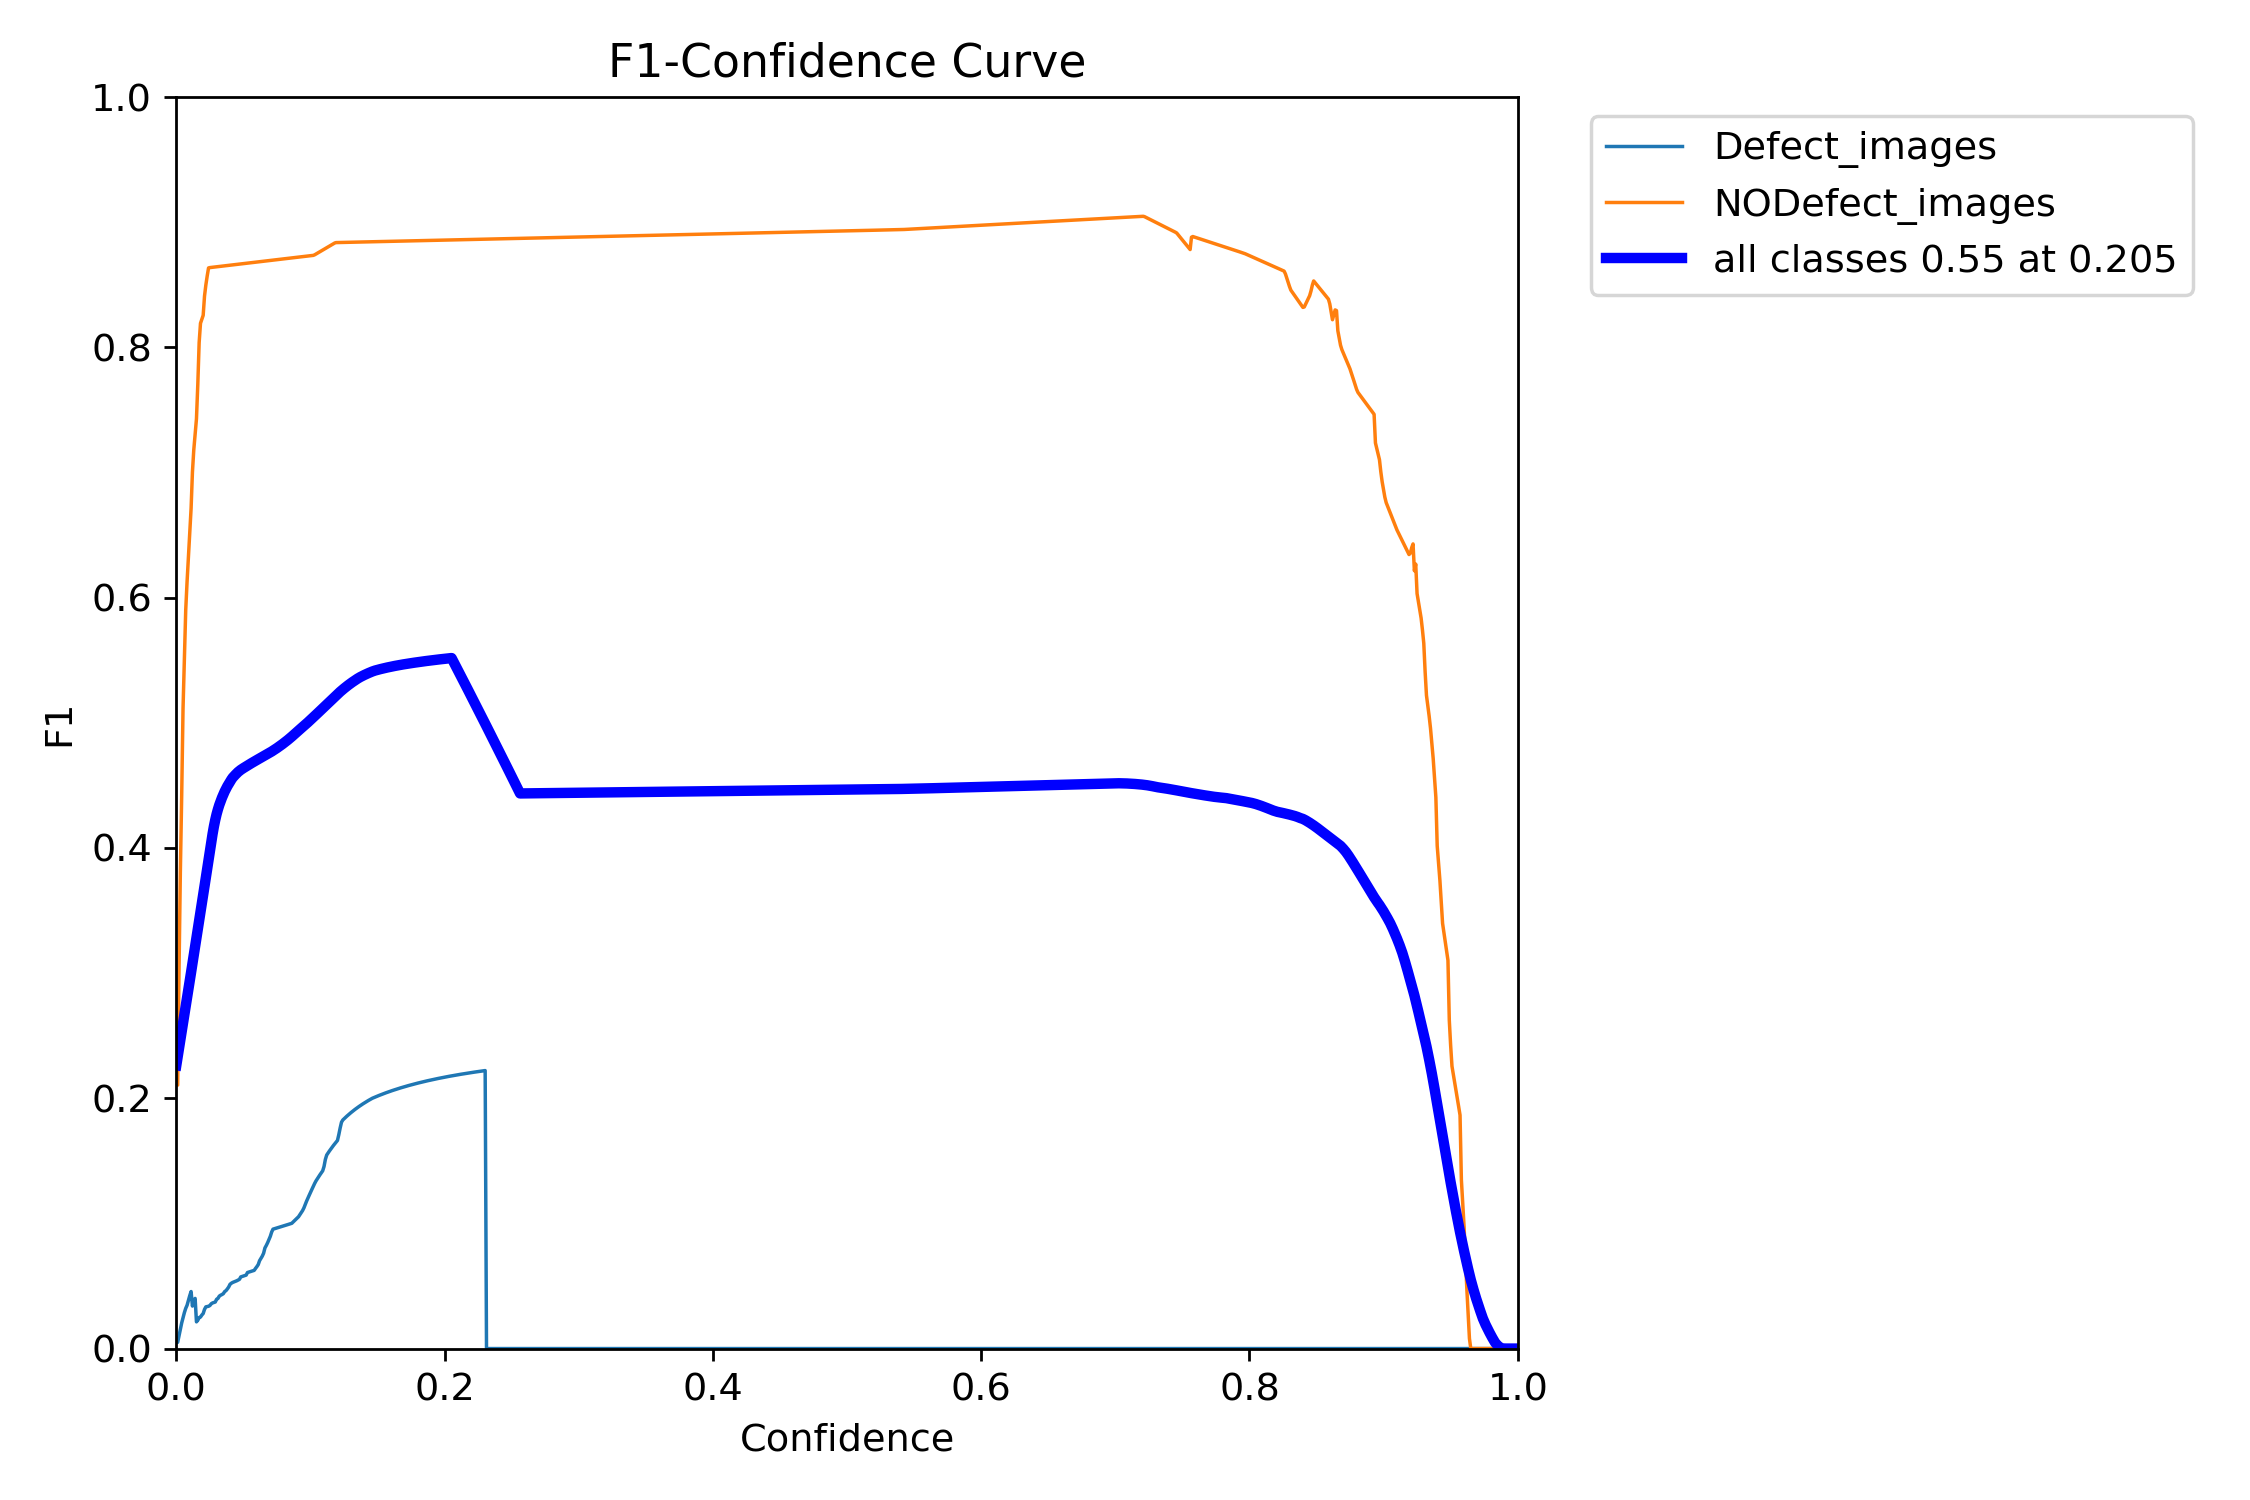 F1-Confidence Curve
1.0
0.8
0.6
0.4
0.2
0.0
F1
0.0 0.2 0.4 0.6 0.8 1.0
Confidence
Defect_images
NODefect_images
all classes 0.55 at 0.205